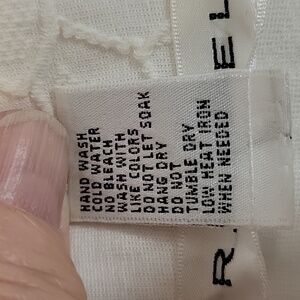 HAND WASH
COLD WATER
NO BLEACH
WASH WITH
LIKE COLORS
DO NOT LET SOAK
HANG DRY
DO NOT
TUMBLE DRY
LOW HEAT IRON
WHEN NEEDED
R
EL